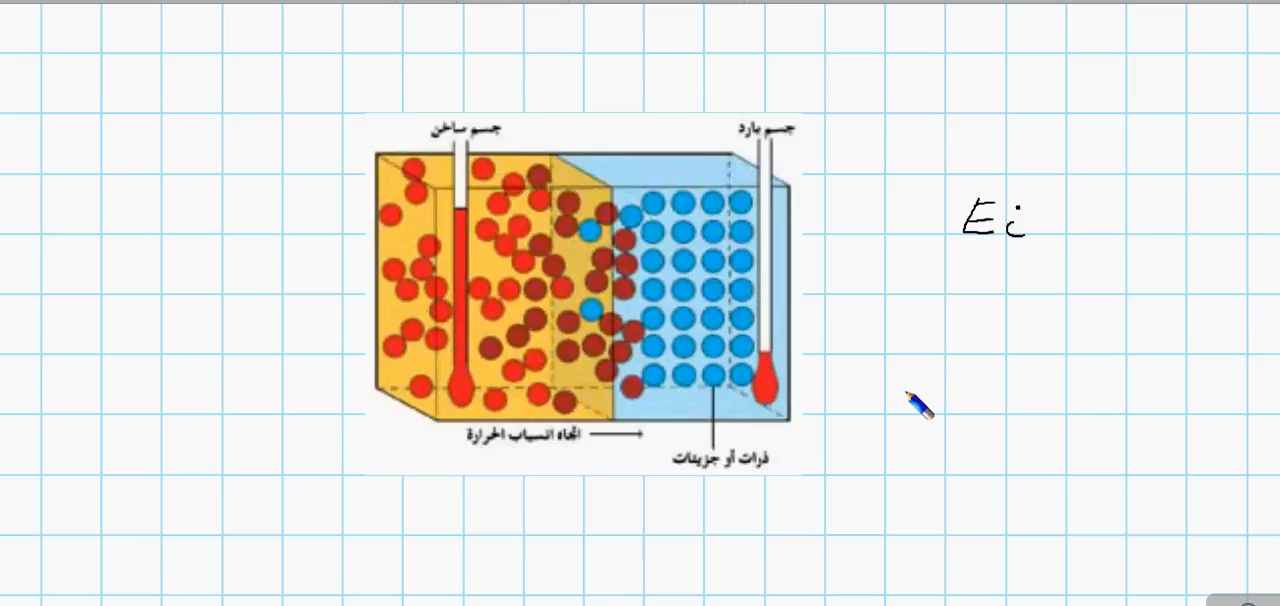 جسم ساخن
جسم بارد
Ei
اتجاه انسياب الحرارة
ذرات أو جزيئات